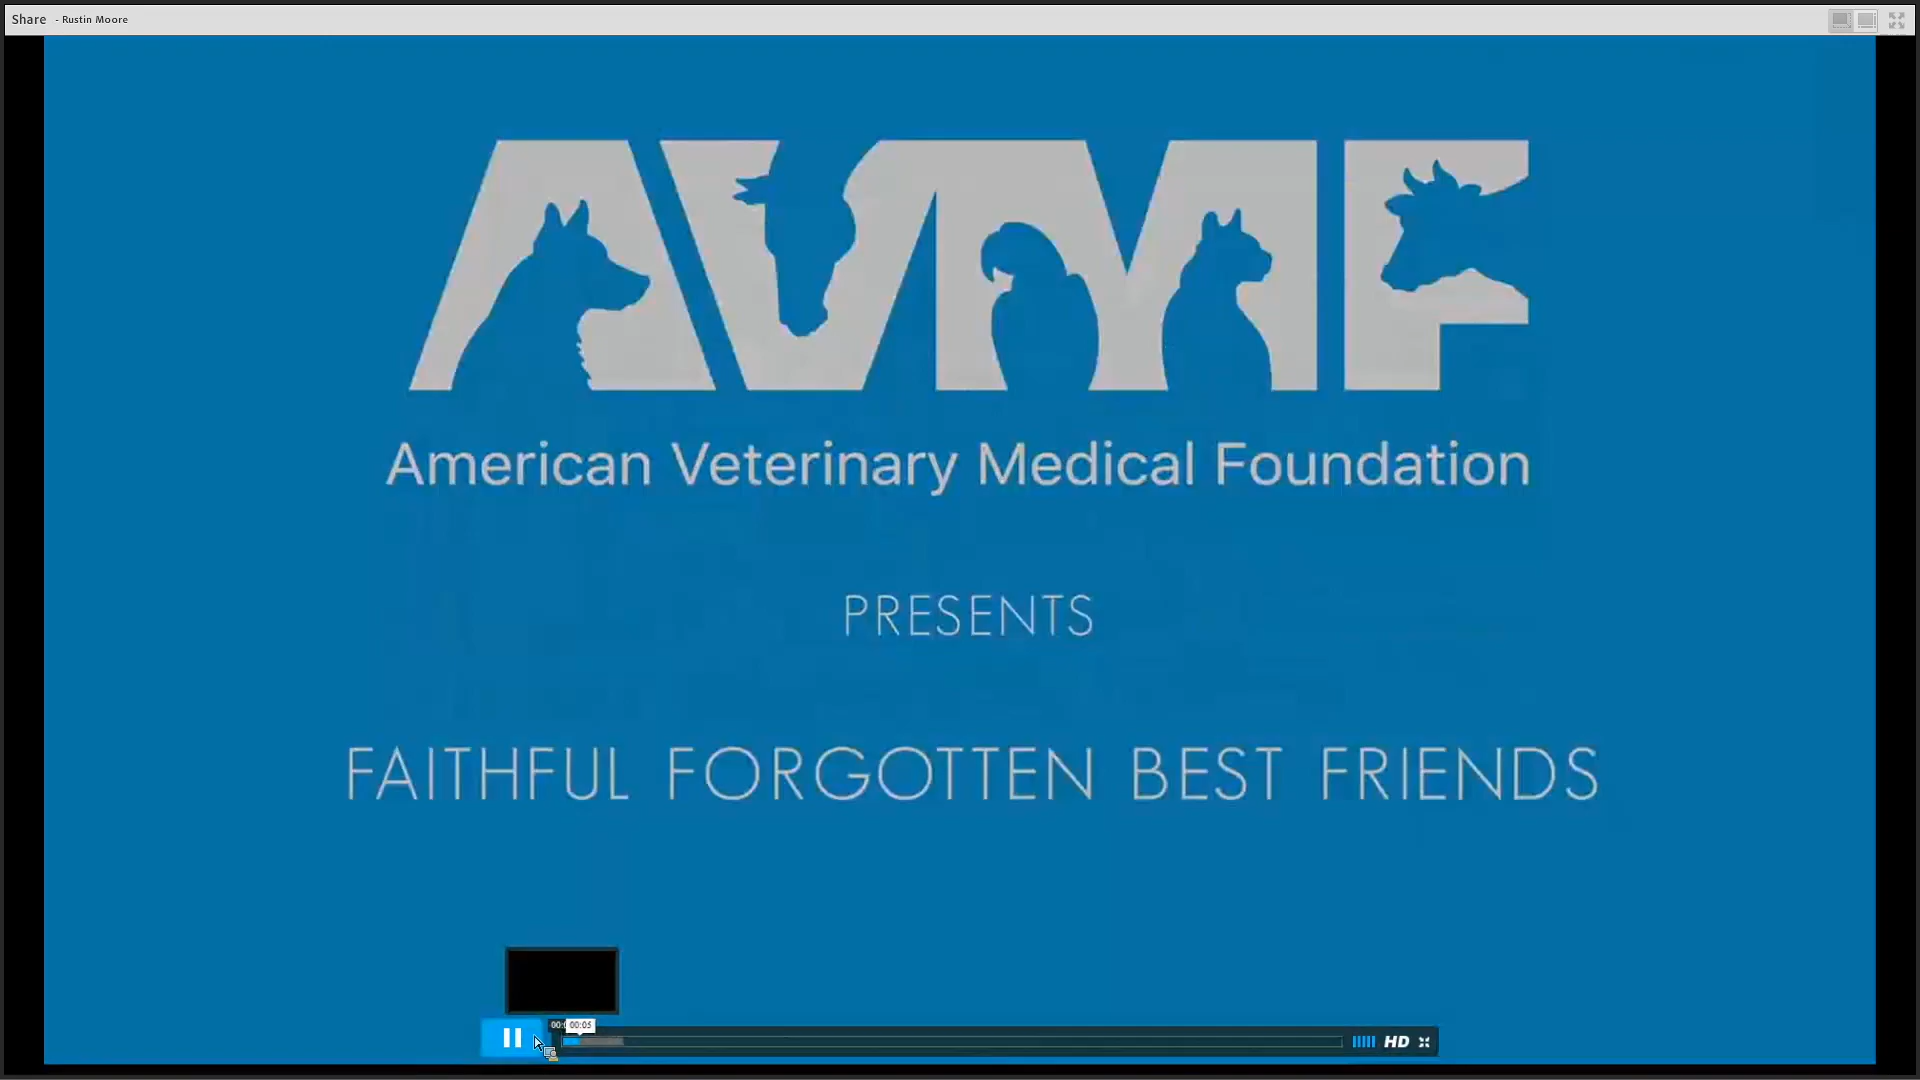 Share - Rustin Moore
AVMF
American Veterinary Medical Foundation
PRESENTS
FAITHFUL FORGOTTEN BEST FRIENDS
00:05
HD